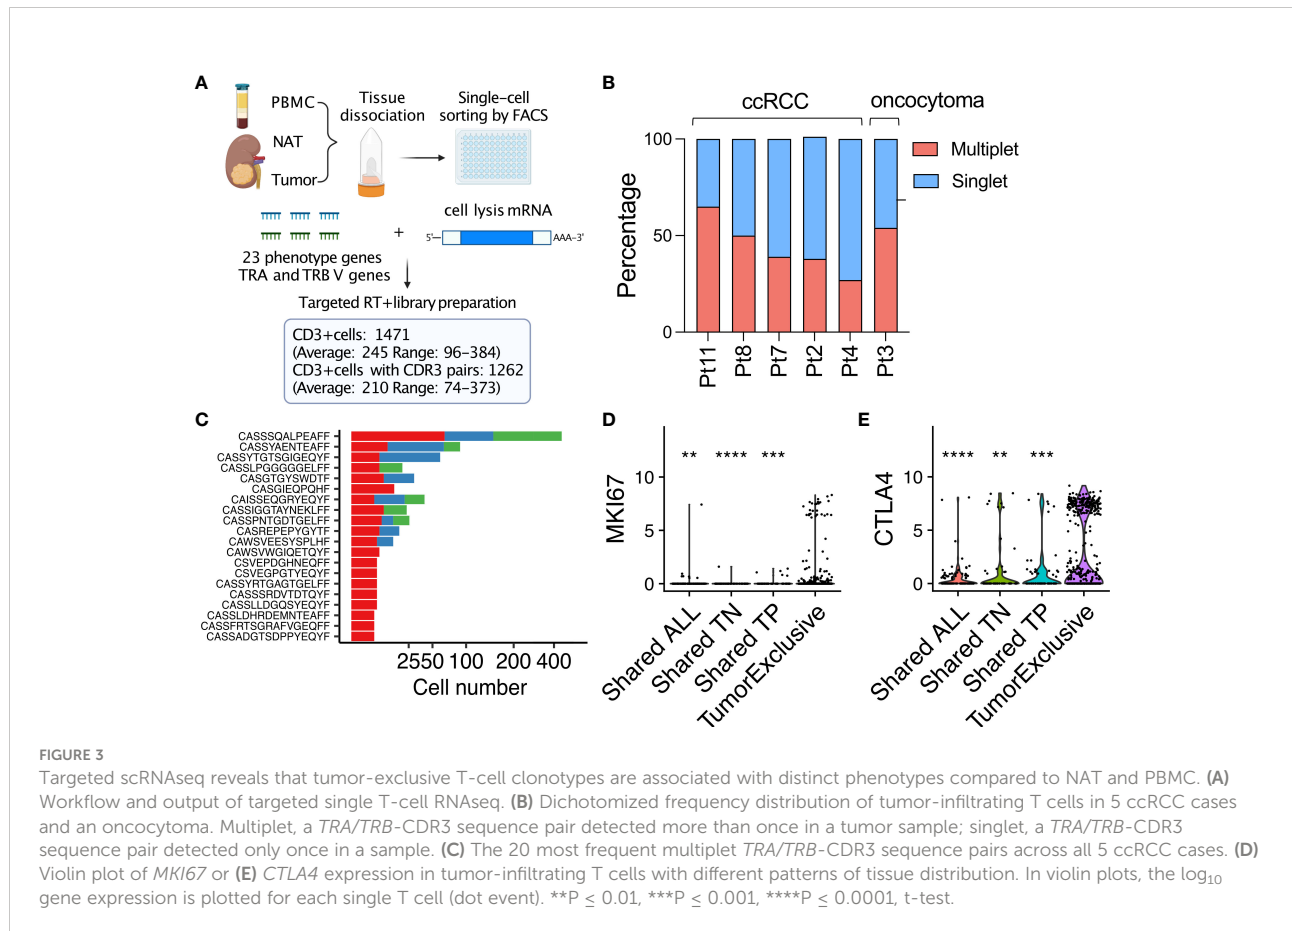 A
PBMC
NAT
Tumor
Tissue
dissociation
Single-cell
sorting by FACS
cell lysis mRNA
5'
AAA-3'
+
23 phenotype genes
TRA and TRB V genes
Targeted RT+library preparation
CD3+cells: 1471
(Average: 245 Range: 96-384)
CD3+cells with CDR3 pairs: 1262
(Average: 210 Range: 74-373)
B
ccRCC
oncocytoma
Percentage
100
50
0
Pt11
Pt8
Pt7
Pt2
Pt4
Pt3
Multiplet
Singlet
C
CASSSQALPEAFF
CASSYAENTEAFF
CASSYTGTSGIGEQYF
CASSLPGGGGGELFF
CASGTGYSWDTF
CASGIEQPQHF
CAISSEQGRYEQYF
CASSIGGTAYNEKLFF
CASSPNTGDTGELFF
CASREPEPYGYTF
CAWSVEESYSPLHF
CAWSVWGIQETQYF
CSVEPDGHNEQFF
CSVEGPGTYEQYF
CASSYRTGAGTGELFF
CASSSRDVTDTQYF
CASSLLDGQSYEQYF
CASSLDHRDEMNTEAFF
CASSFRTSGRAFVGEQFF
CASSADGTSDPPYEQYF
2550 100 200 400
Cell number
D
MKI67
10
5
0
** **** ***
Shared ALL
Shared TN
Shared TP
TumorExclusive
E
CTLA4
10
5
0
**** ** ***
Shared ALL
Shared TN
Shared TP
TumorExclusive
FIGURE 3
Targeted scRNAseq reveals that tumor-exclusive T-cell clonotypes are associated with distinct phenotypes compared to NAT and PBMC. (A)
Workflow and output of targeted single T-cell RNAseq. (B) Dichotomized frequency distribution of tumor-infiltrating T cells in 5 ccRCC cases
and an oncocytoma. Multiplet, a TRA/TRB-CDR3 sequence pair detected more than once in a tumor sample; singlet, a TRA/TRB-CDR3
sequence pair detected only once in a sample. (C) The 20 most frequent multiplet TRA/TRB-CDR3 sequence pairs across all 5 ccRCC cases. (D)
Violin plot of MKI67 or (E) CTLA4 expression in tumor-infiltrating T cells with different patterns of tissue distribution. In violin plots, the log10
gene expression is plotted for each single T cell (dot event). **P ≤ 0.01, ***P ≤ 0.001, ****P ≤ 0.0001, t-test.